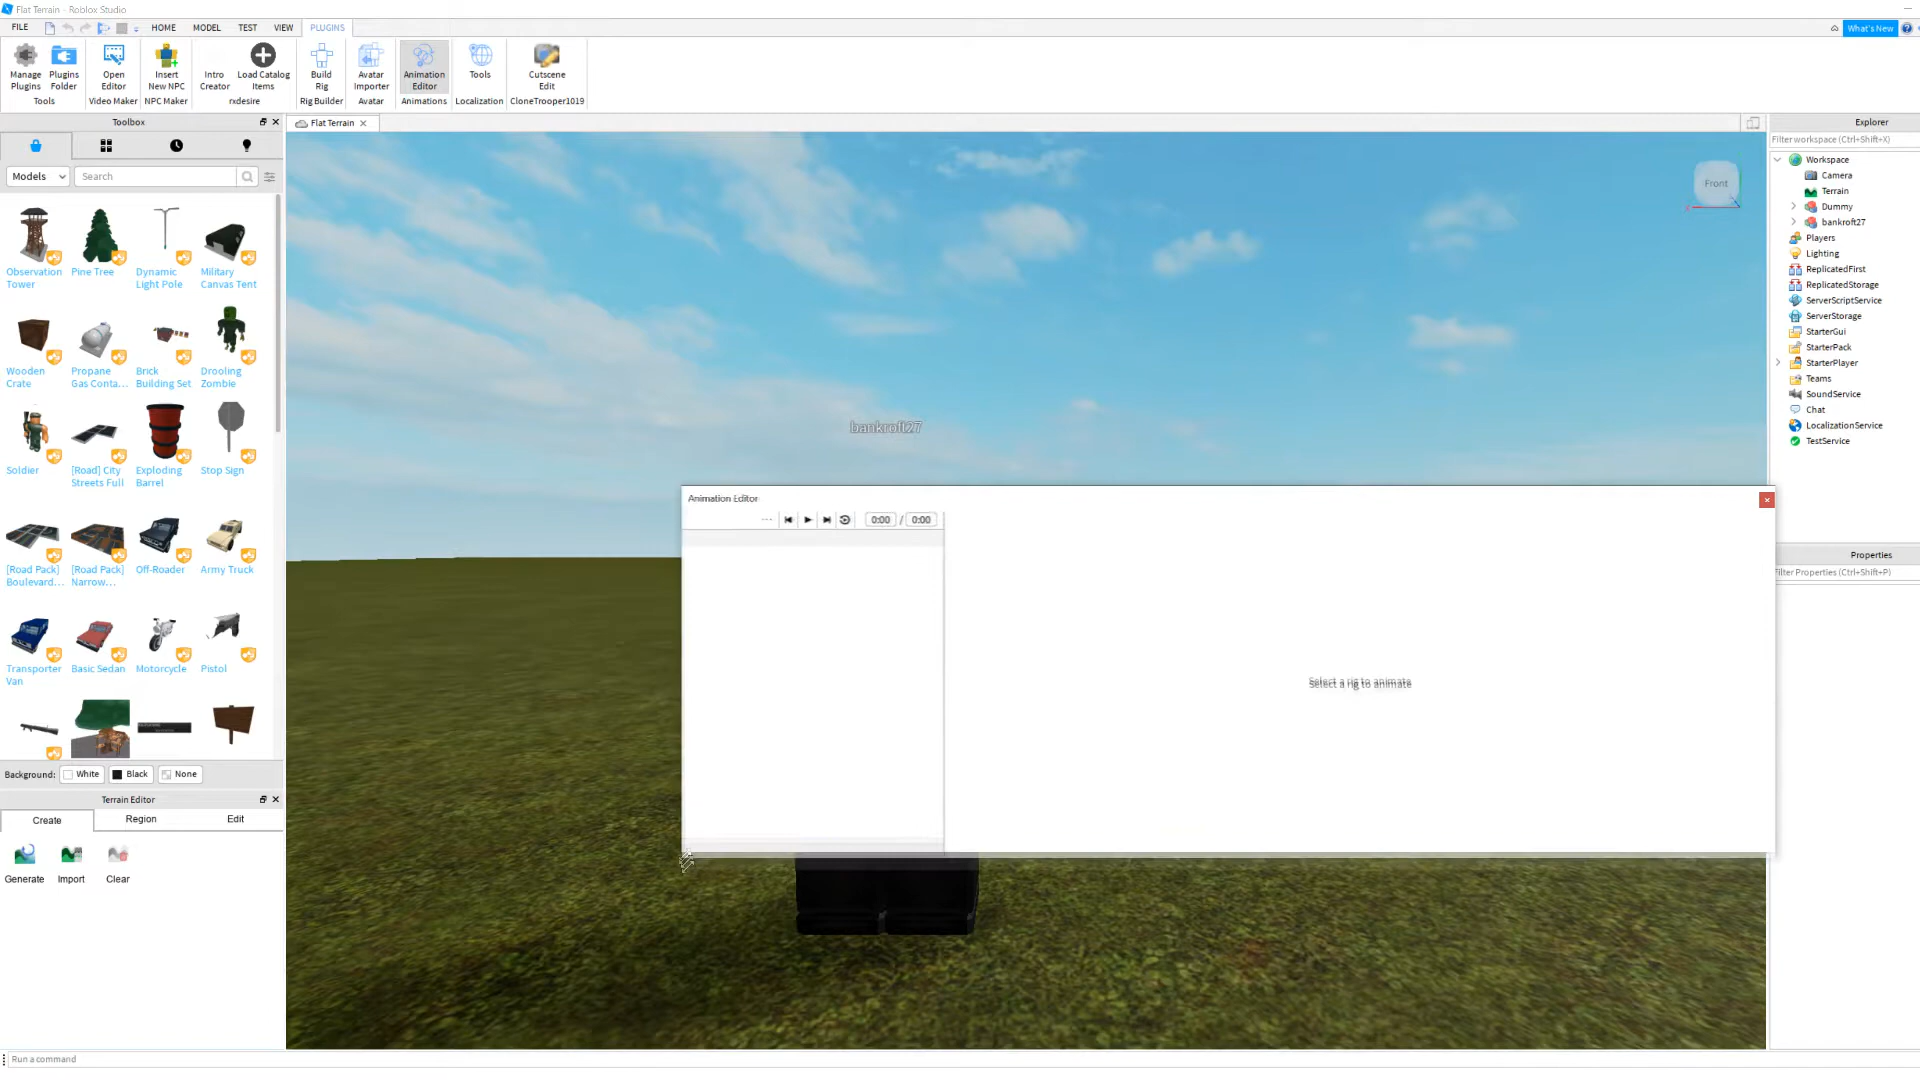 Flat Terrain - Roblox Studio
FILE HOME MODEL TEST VIEW PLUGINS What's New
Manage Plugins Open Insert Intro Load Catalog Build Avatar Animation Tools Cutscene
Plugins Folder Editor New NPC Creator Items Rig Importer Editor Edit
Tools Video Maker NPC Maker rxdesire Rig Builder Avatar Animations Localization CloneTrooper1019
Toolbox
Flat Terrain
Explorer
Filter workspace (Ctrl+Shift+X)
Models
Search
Observation Tower
Pine Tree
Dynamic Light Pole
Military Canvas Tent
Wooden Crate
Propane Gas Conta...
Brick Building Set
Drooling Zombie
Soldier
[Road] City Streets Full
Exploding Barrel
Stop Sign
[Road Pack] Boulevard...
[Road Pack] Narrow...
Off-Roader
Army Truck
Transporter Van
Basic Sedan
Motorcycle
Pistol
Background: White Black None
Terrain Editor
Create Region Edit
Generate Import Clear
Run a command
Front
bankroft27
Animation Editor
0:00 / 0:00
Select a rig to animate
Workspace
Camera
Terrain
Dummy
bankroft27
Players
Lighting
ReplicatedFirst
ReplicatedStorage
ServerScriptService
ServerStorage
StarterGui
StarterPack
StarterPlayer
Teams
SoundService
Chat
LocalizationService
TestService
Properties
Filter Properties (Ctrl+Shift+P)